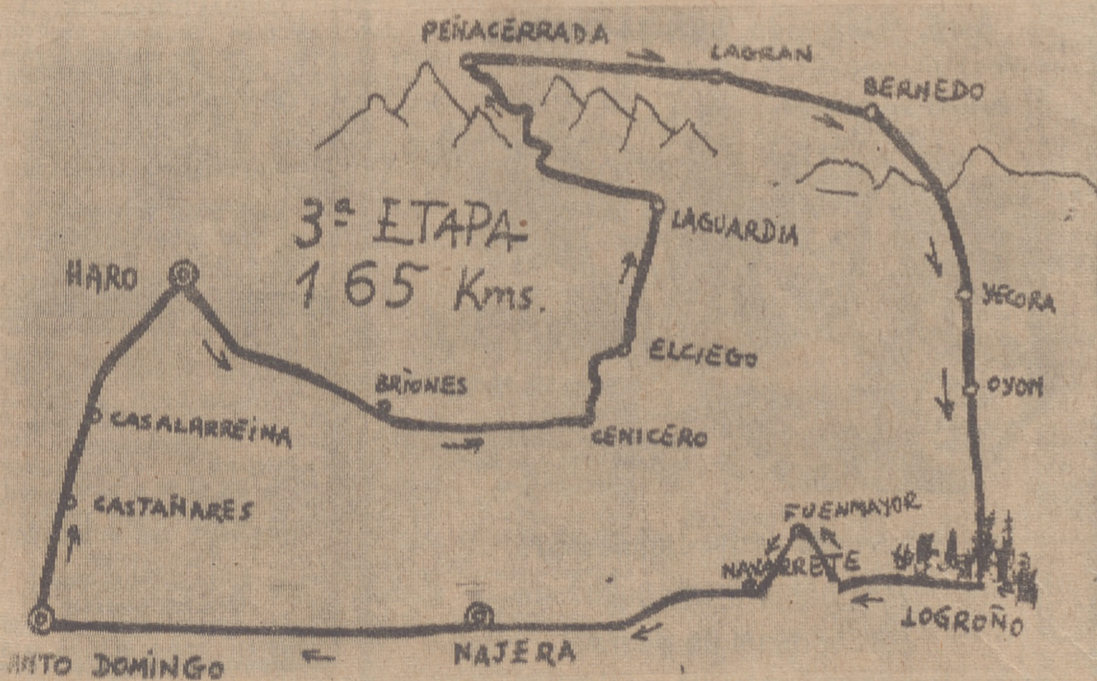 PEÑACERRADA
LAGRAN
BERNEDO
3ª ETAPA:
165 Kms.
LAGUARDIA
HARO
YECORA
ELCIEGO
BRIONES
OYON
CASALARREINA
CENICERO
CASTAÑARES
FUENMAYOR
NAVARRETE
LOGROÑO
NAJERA
ANTO DOMINGO